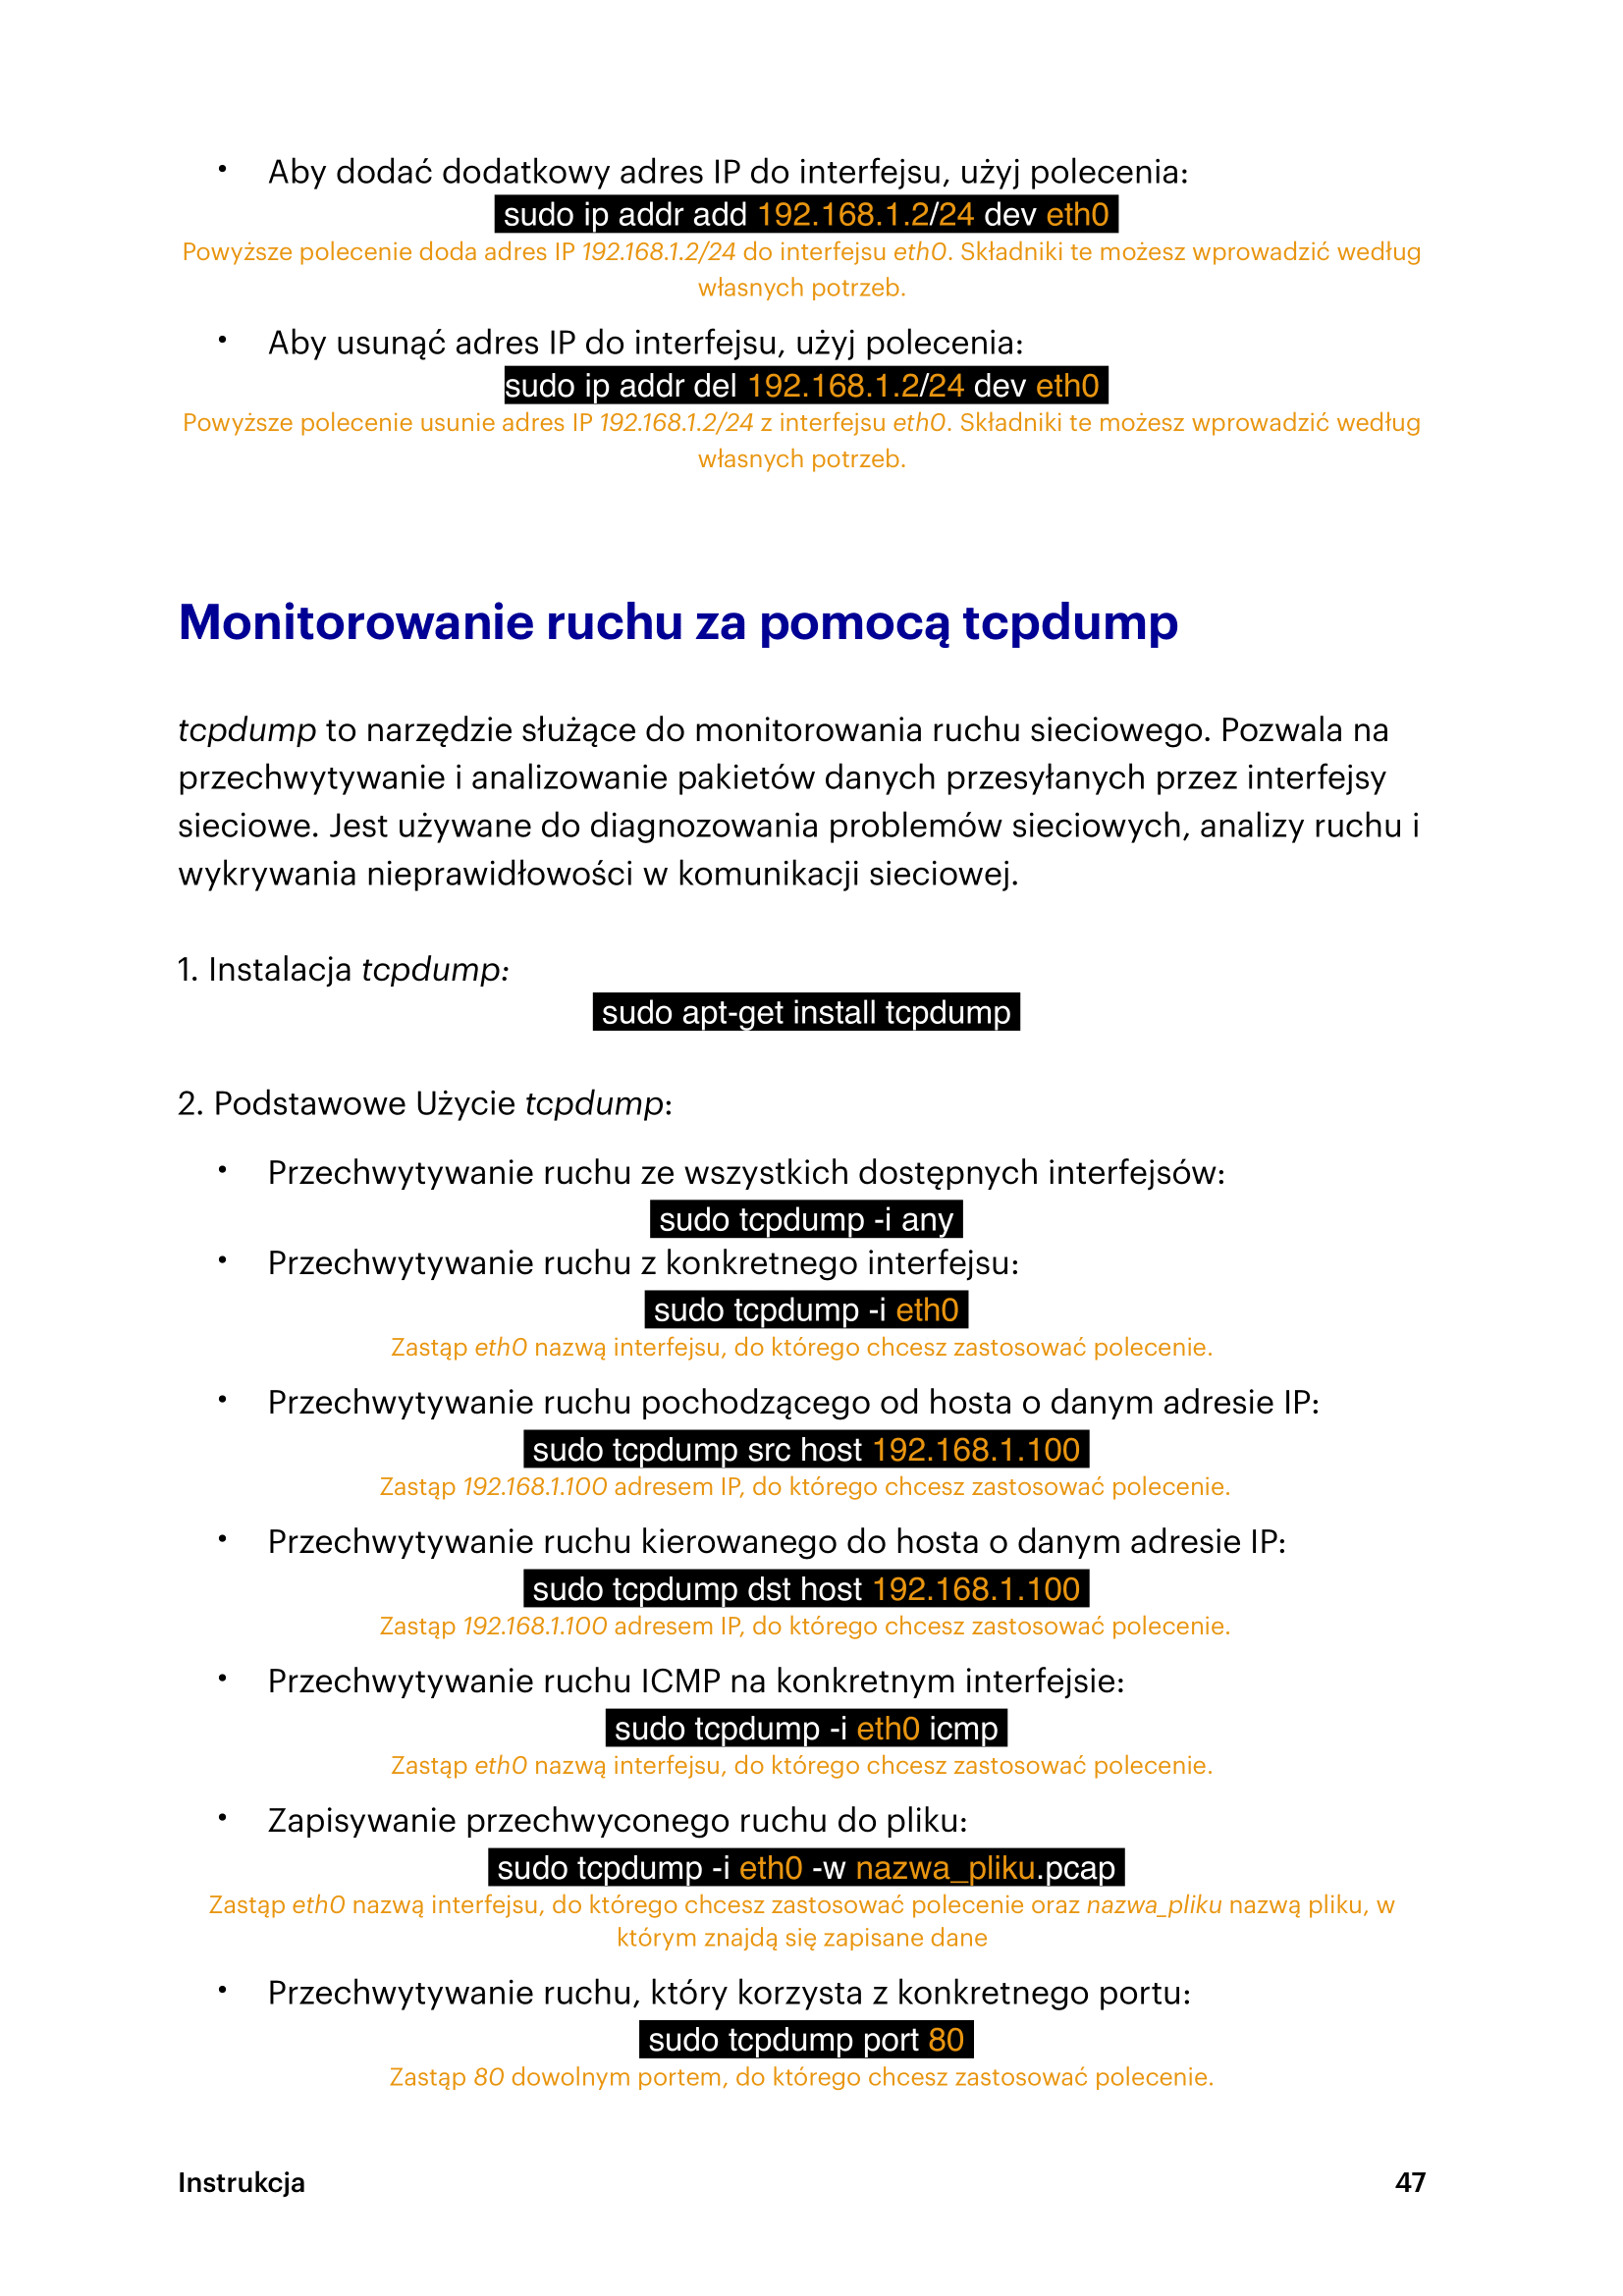 • Aby dodać dodatkowy adres IP do interfejsu, użyj polecenia:
sudo ip addr add 192.168.1.2/24 dev eth0
Powyższe polecenie doda adres IP 192.168.1.2/24 do interfejsu eth0. Składniki te możesz wprowadzić według
własnych potrzeb.
• Aby usunąć adres IP do interfejsu, użyj polecenia:
sudo ip addr del 192.168.1.2/24 dev eth0
Powyższe polecenie usunie adres IP 192.168.1.2/24 z interfejsu eth0. Składniki te możesz wprowadzić według
własnych potrzeb.
Monitorowanie ruchu za pomocą tcpdump
tcpdump to narzędzie służące do monitorowania ruchu sieciowego. Pozwala na
przechwytywanie i analizowanie pakietów danych przesyłanych przez interfejsy
sieciowe. Jest używane do diagnozowania problemów sieciowych, analizy ruchu i
wykrywania nieprawidłowości w komunikacji sieciowej.
1. Instalacja tcpdump:
sudo apt-get install tcpdump
2. Podstawowe Użycie tcpdump:
• Przechwytywanie ruchu ze wszystkich dostępnych interfejsów:
sudo tcpdump -i any
• Przechwytywanie ruchu z konkretnego interfejsu:
sudo tcpdump -i eth0
Zastąp eth0 nazwą interfejsu, do którego chcesz zastosować polecenie.
• Przechwytywanie ruchu pochodzącego od hosta o danym adresie IP:
sudo tcpdump src host 192.168.1.100
Zastąp 192.168.1.100 adresem IP, do którego chcesz zastosować polecenie.
• Przechwytywanie ruchu kierowanego do hosta o danym adresie IP:
sudo tcpdump dst host 192.168.1.100
Zastąp 192.168.1.100 adresem IP, do którego chcesz zastosować polecenie.
• Przechwytywanie ruchu ICMP na konkretnym interfejsie:
sudo tcpdump -i eth0 icmp
Zastąp eth0 nazwą interfejsu, do którego chcesz zastosować polecenie.
• Zapisywanie przechwyconego ruchu do pliku:
sudo tcpdump -i eth0 -w nazwa_pliku.pcap
Zastąp eth0 nazwą interfejsu, do którego chcesz zastosować polecenie oraz nazwa_pliku nazwą pliku, w
którym znajdą się zapisane dane
• Przechwytywanie ruchu, który korzysta z konkretnego portu:
sudo tcpdump port 80
Zastąp 80 dowolnym portem, do którego chcesz zastosować polecenie.
Instrukcja 47